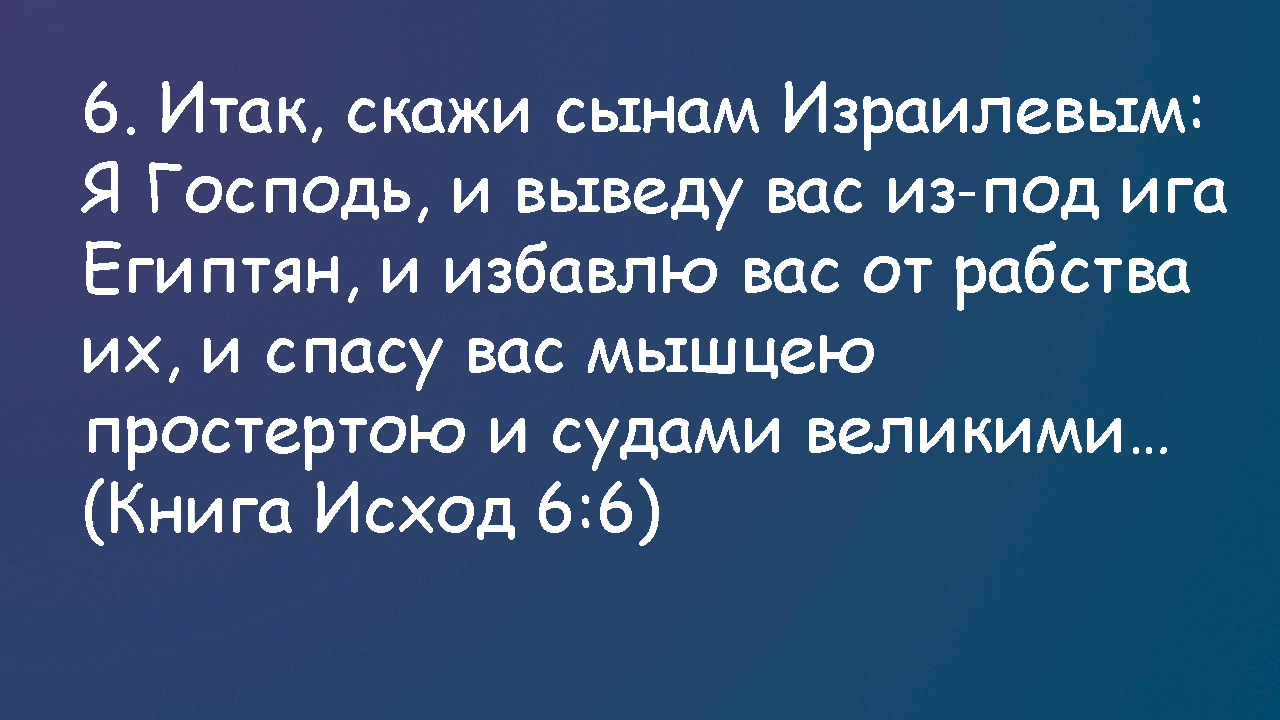 6. Итак, скажи сынам Израилевым:
Я Господь, и выведу вас из-под ига
Египтян, и избавлю вас от рабства
их, и спасу вас мышцею
простертою и судами великими…
(Книга Исход 6:6)